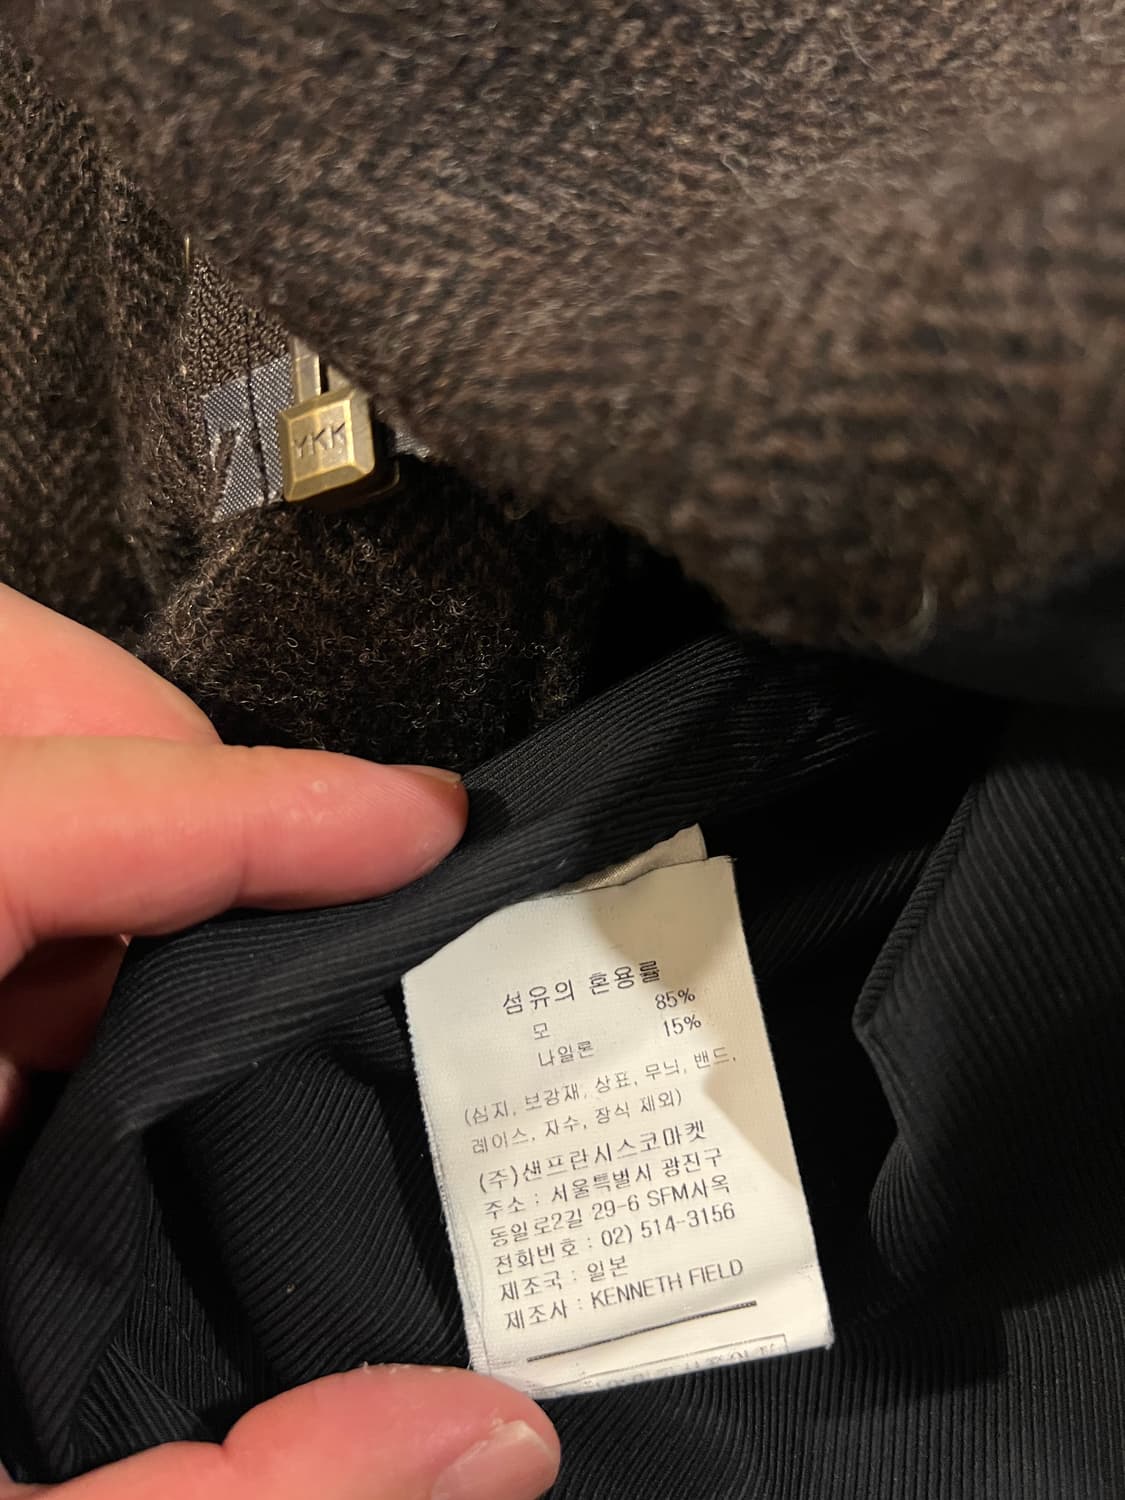 YKK
섬유의 혼용률
모 85%
나일론 15%
(심지, 보강재, 상표, 무늬, 밴드,
레이스, 자수, 장식 제외)
(주)샌프란시스코마켓
주소 : 서울특별시 광진구
동일로2길 29-6 SFM사옥
전화번호 : 02) 514-3156
제조국 : 일본
제조사 : KENNETH FIELD